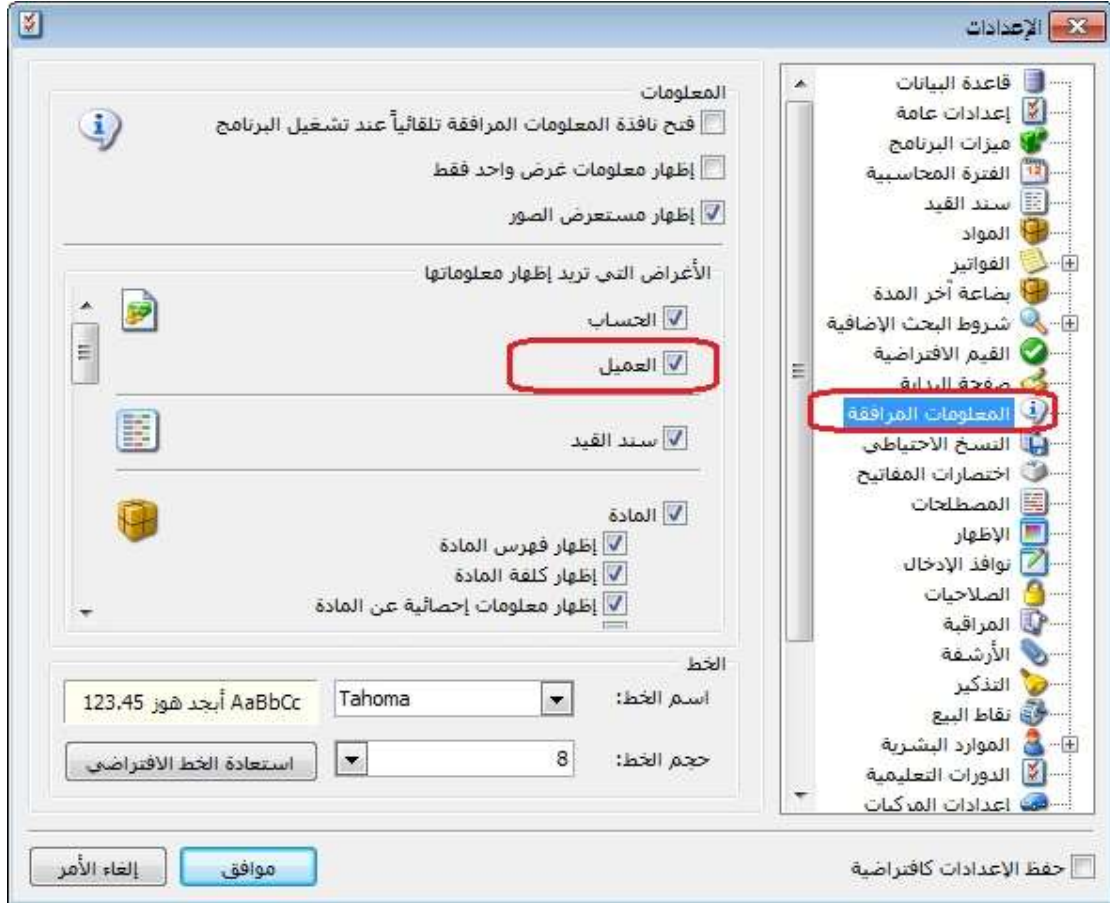 الإعدادات
قاعدة البيانات
إعدادات عامة
ميزات البرنامج
الفترة المحاسبية
سند القيد
المواد
الفواتير
بضاعة آخر المدة
شروط البحث الإضافية
القيم الافتراضية
صفحة البداية
المعلومات المرافقة
النسخ الاحتياطي
اختصارات المفاتيح
المصطلحات
الإظهار
نوافذ الإدخال
الصلاحيات
المراقبة
الأرشفة
التذكير
نقاط البيع
الموارد البشرية
الدورات التعليمية
إعدادات المركبات
المعلومات
فتح نافذة المعلومات المرافقة تلقائياً عند تشغيل البرنامج
إظهار معلومات غرض واحد فقط
إظهار مستعرض الصور
الأغراض التي تريد إظهار معلوماتها
الحساب
العميل
سند القيد
المادة
إظهار فهرس المادة
إظهار كلفة المادة
إظهار معلومات إحصائية عن المادة
الخط
اسم الخط: Tahoma AaBbCc أبجد هوز 123.45
حجم الخط: 8 استعادة الخط الافتراضي
حفظ الإعدادات كافتراضية موافق إلغاء الأمر